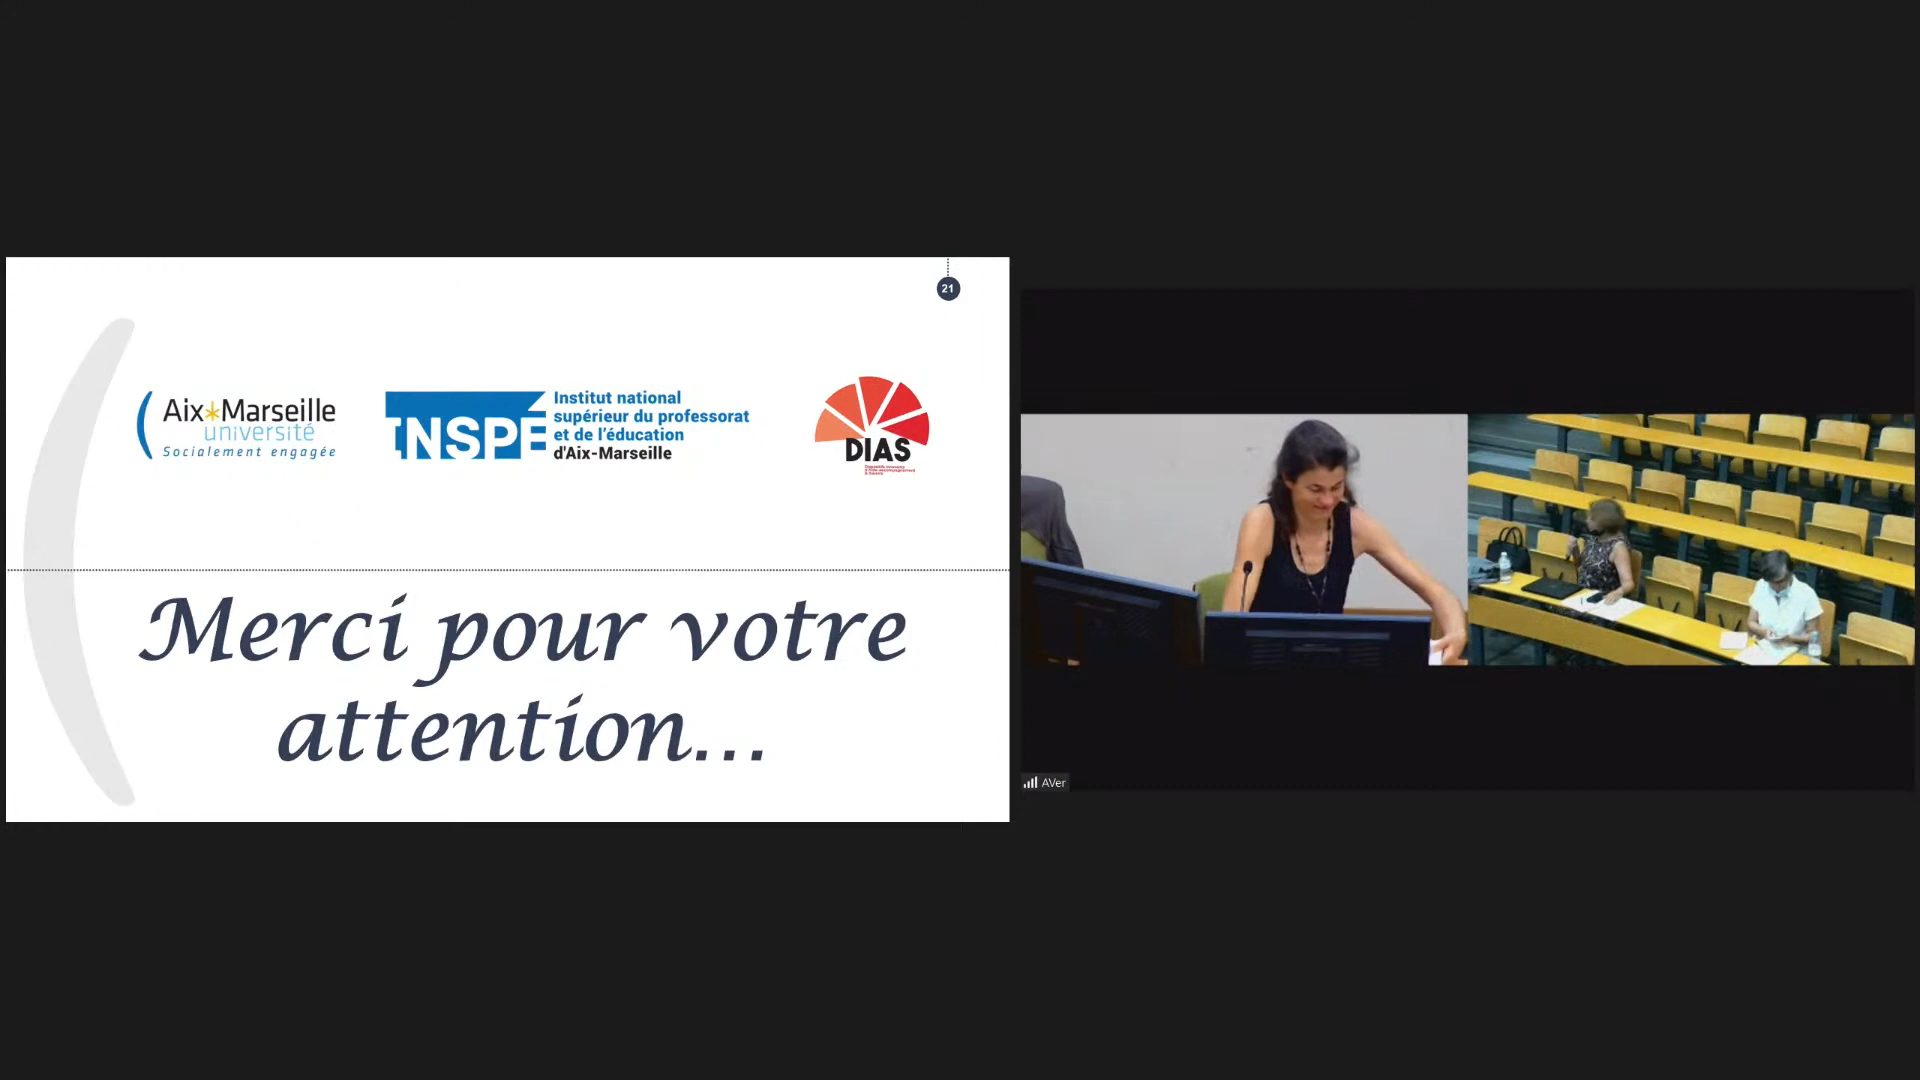 21
Aix*Marseille
université
Socialement engagée
INSPÉ
Institut national
supérieur du professorat
et de l'éducation
d'Aix-Marseille
DIAS
Merci pour votre
attention...
AVer